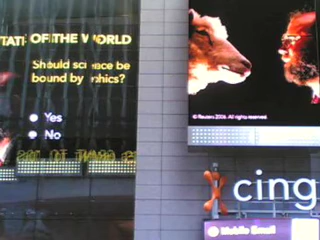 OF THE WORLD
Should science be
bound by ethics?
Yes
No
© Reuters 2006. All rights reserved.
cing
Mobile Email